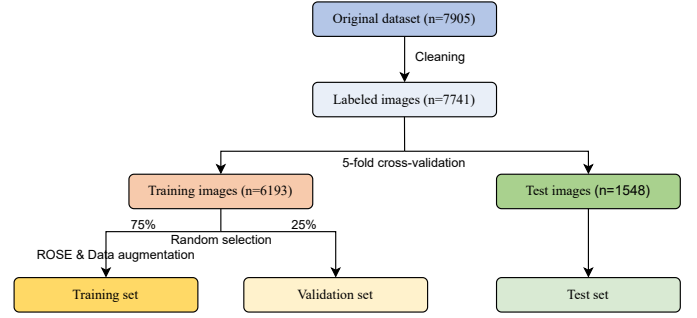 Original dataset (n=7905)
Cleaning
Labeled images (n=7741)
5-fold cross-validation
Training images (n=6193)
Test images (n=1548)
75%
25%
Random selection
ROSE & Data augmentation
Training set
Validation set
Test set